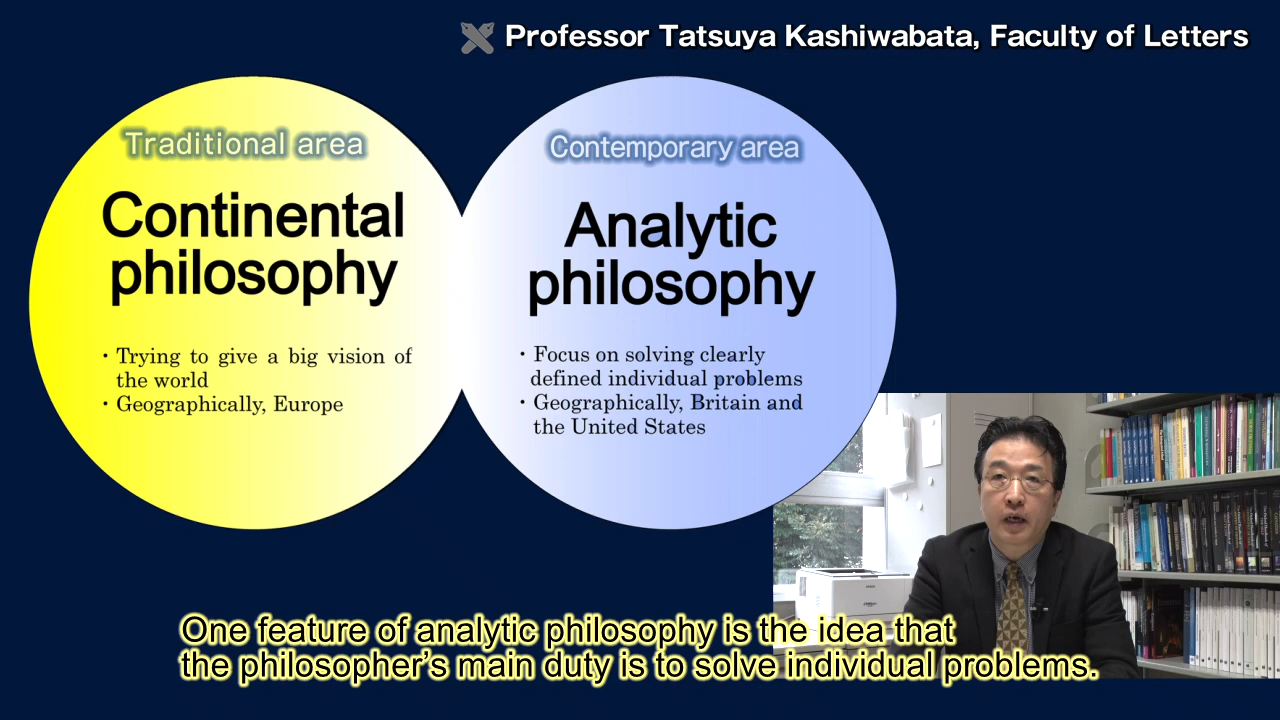 Professor Tatsuya Kashiwabata, Faculty of Letters
Traditional area
Continental
philosophy
・Trying to give a big vision of
the world
・Geographically, Europe
Contemporary area
Analytic
philosophy
・Focus on solving clearly
defined individual problems
・Geographically, Britain and
the United States
One feature of analytic philosophy is the idea that
the philosopher’s main duty is to solve individual problems.